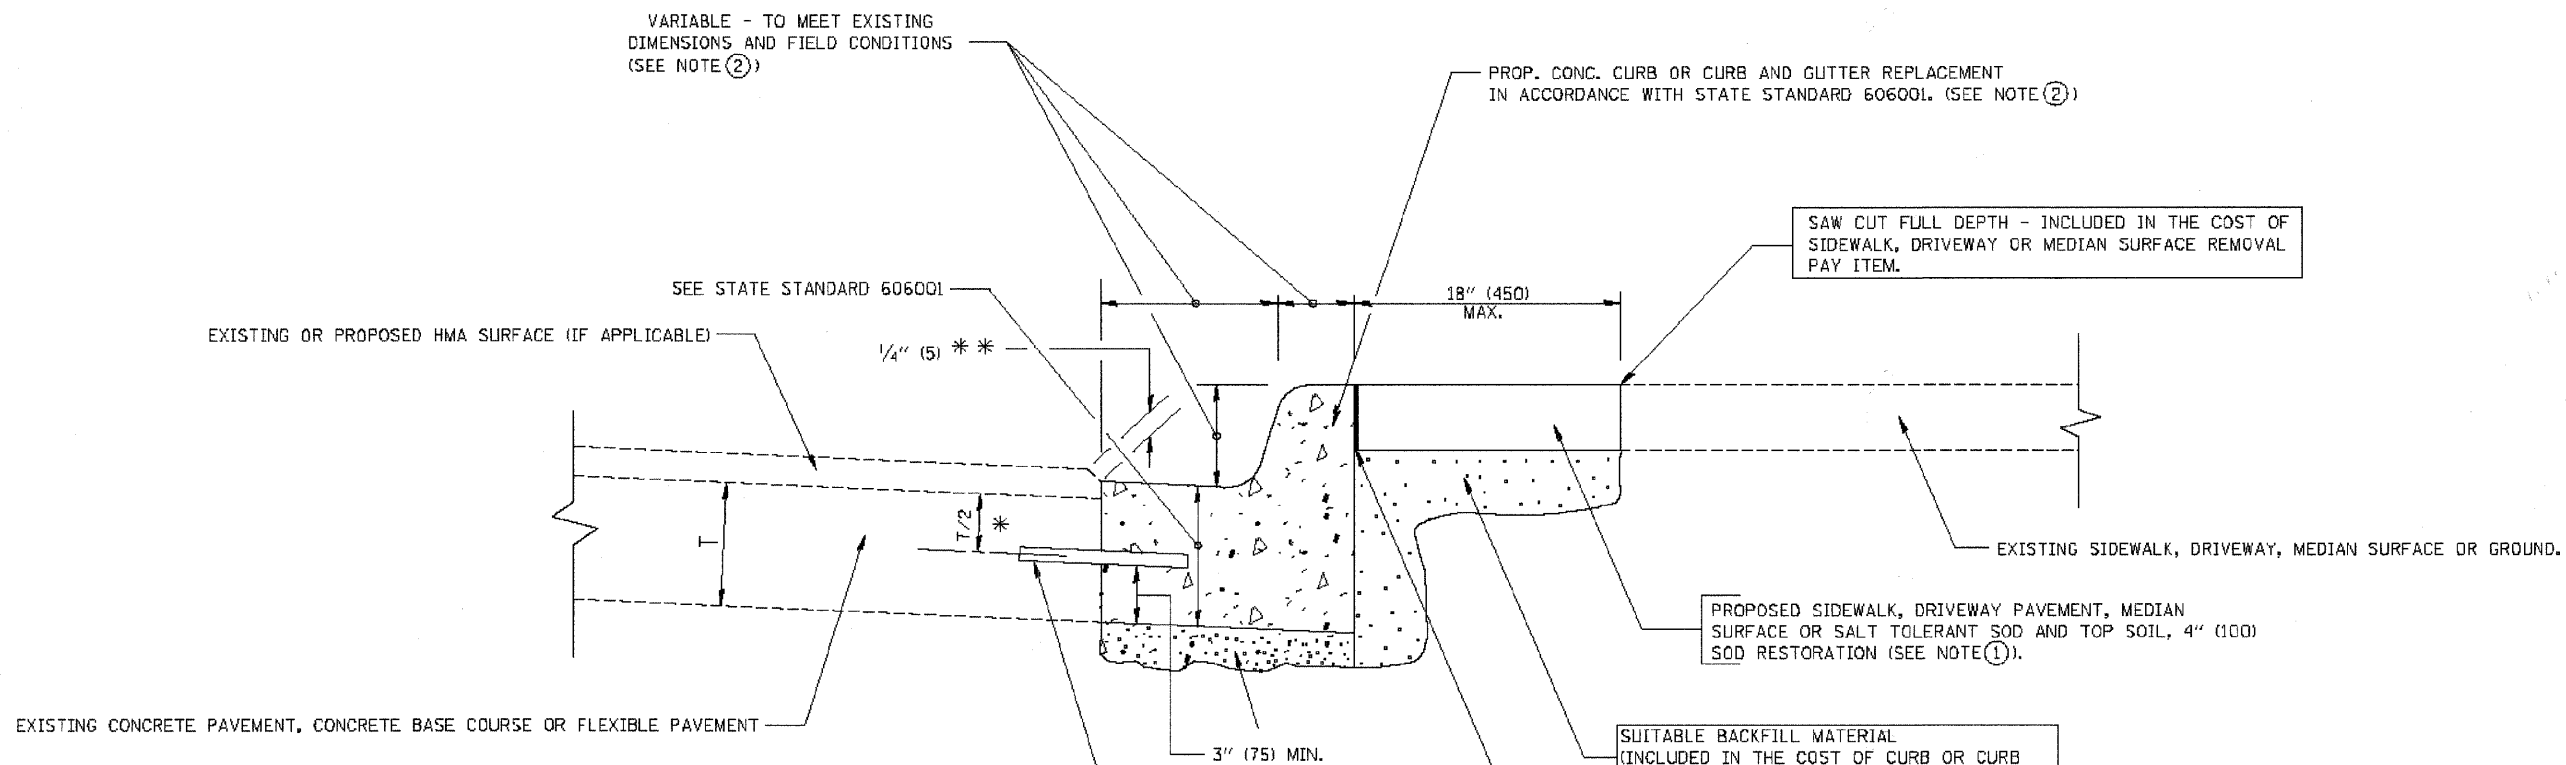 VARIABLE - TO MEET EXISTING
DIMENSIONS AND FIELD CONDITIONS
(SEE NOTE 2)
PROP. CONC. CURB OR CURB AND GUTTER REPLACEMENT
IN ACCORDANCE WITH STATE STANDARD 606001. (SEE NOTE 2)
SAW CUT FULL DEPTH - INCLUDED IN THE COST OF
SIDEWALK, DRIVEWAY OR MEDIAN SURFACE REMOVAL
PAY ITEM.
SEE STATE STANDARD 606001
18" (450)
MAX.
EXISTING OR PROPOSED HMA SURFACE (IF APPLICABLE)
1/4" (5) * *
T
T/2 *
EXISTING SIDEWALK, DRIVEWAY, MEDIAN SURFACE OR GROUND.
PROPOSED SIDEWALK, DRIVEWAY PAVEMENT, MEDIAN
SURFACE OR SALT TOLERANT SOD AND TOP SOIL, 4" (100)
SOD RESTORATION (SEE NOTE 1).
EXISTING CONCRETE PAVEMENT, CONCRETE BASE COURSE OR FLEXIBLE PAVEMENT
3" (75) MIN.
SUITABLE BACKFILL MATERIAL
(INCLUDED IN THE COST OF CURB OR CURB